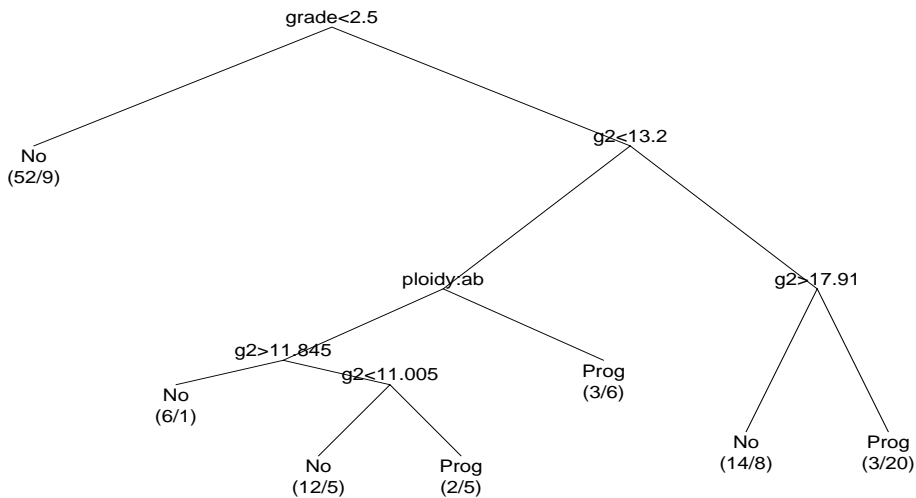 grade<2.5
No
(52/9)
g2<13.2
ploidy:ab
g2>17.91
g2>11.845
g2<11.005
No
(6/1)
Prog
(3/6)
No
(12/5)
Prog
(2/5)
No
(14/8)
Prog
(3/20)